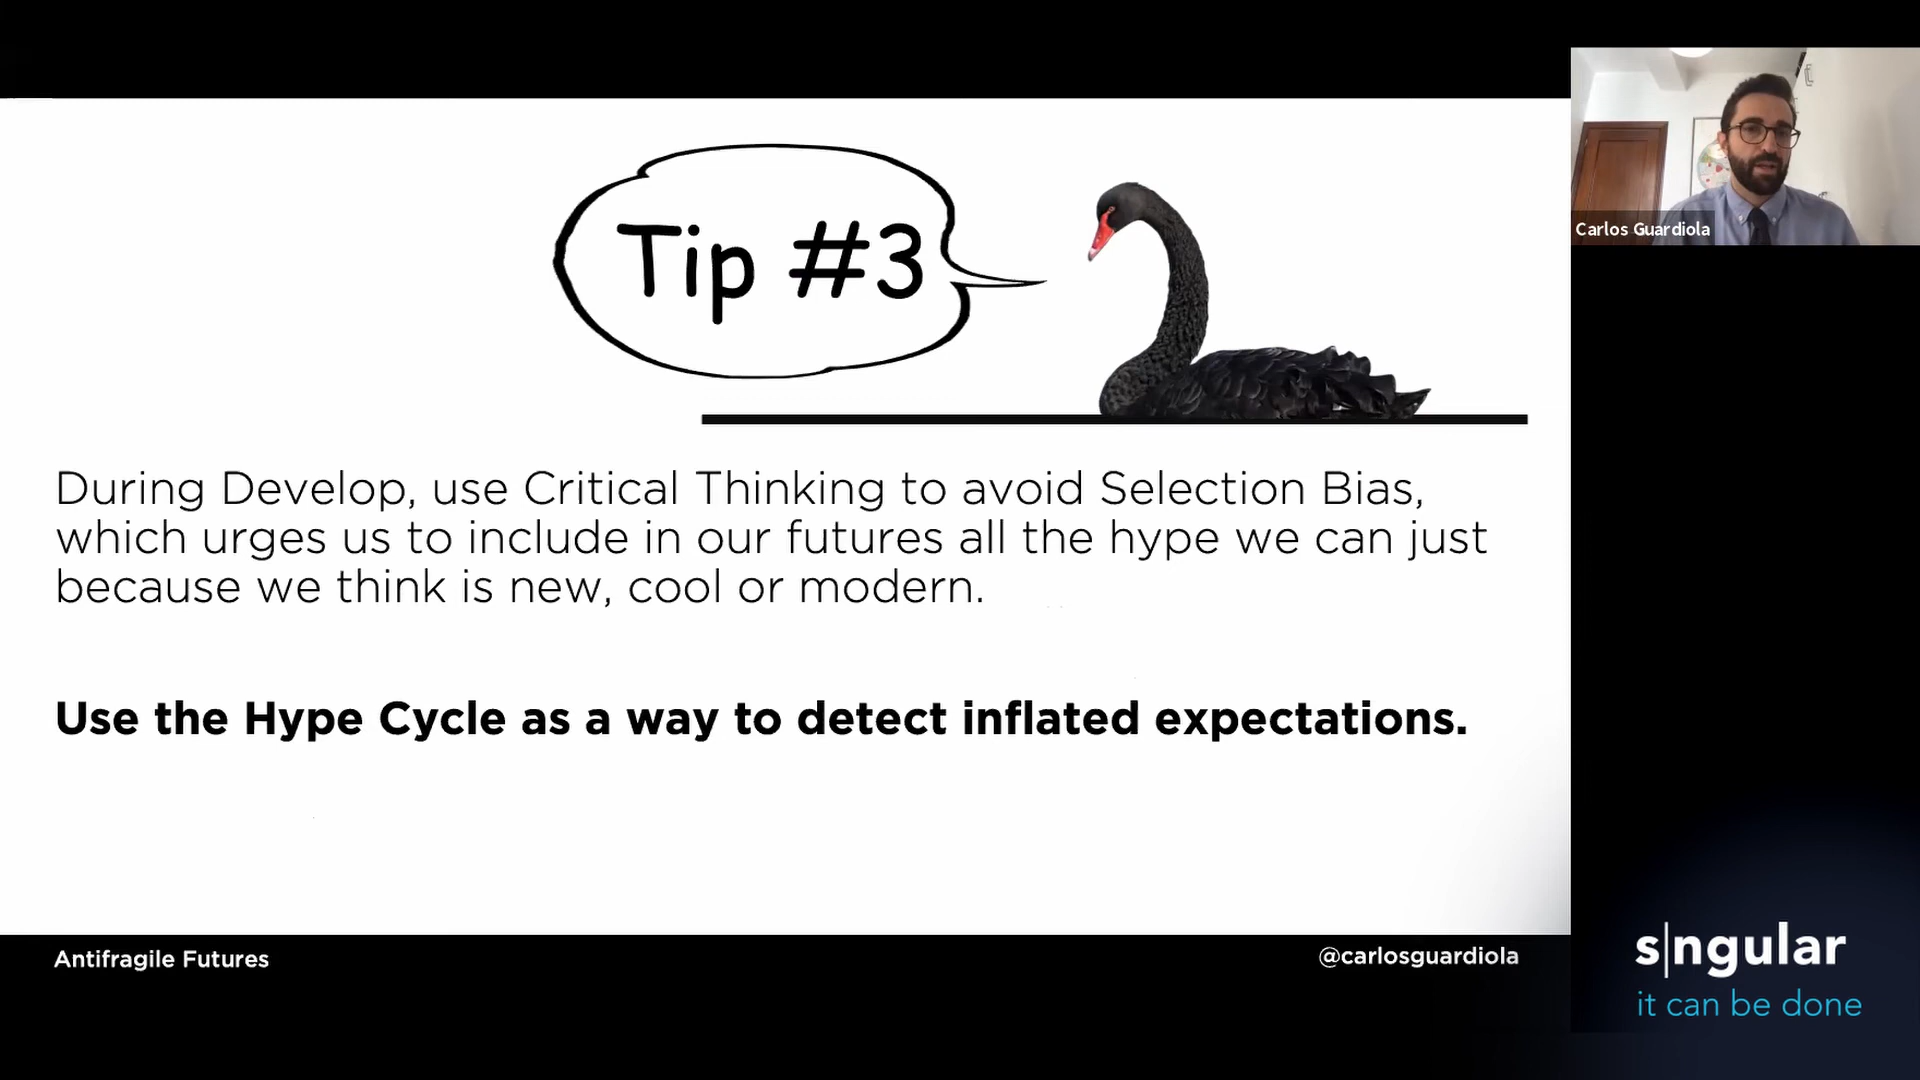 Tip #3
Carlos Guardiola
During Develop, use Critical Thinking to avoid Selection Bias,
which urges us to include in our futures all the hype we can just
because we think is new, cool or modern.
Use the Hype Cycle as a way to detect inflated expectations.
Antifragile Futures
@carlosguardiola
s|ngular
it can be done